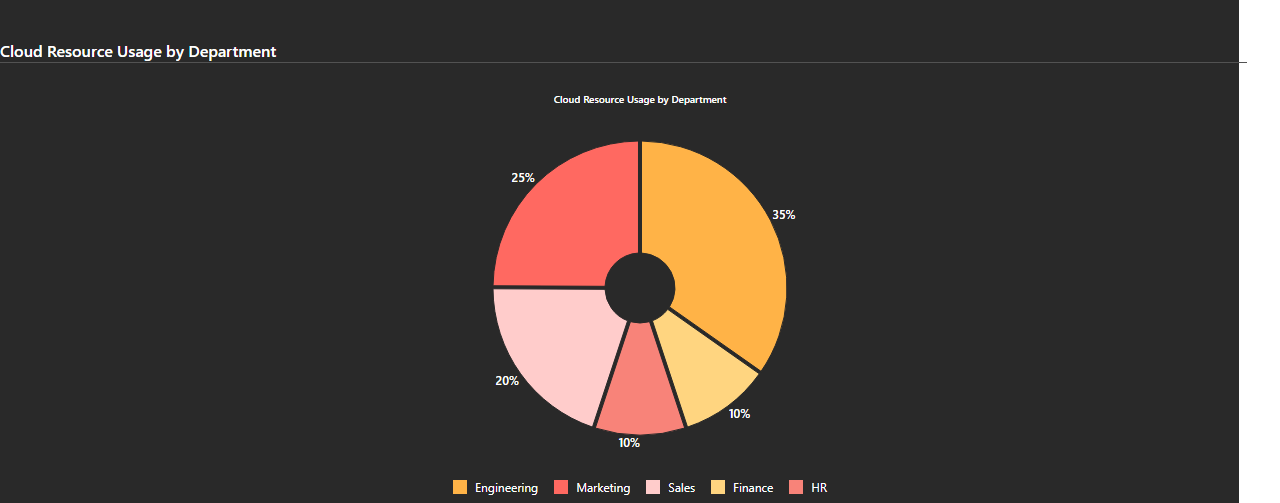 Cloud Resource Usage by Department
Cloud Resource Usage by Department
25%
35%
20%
10%
10%
Engineering Marketing Sales Finance HR